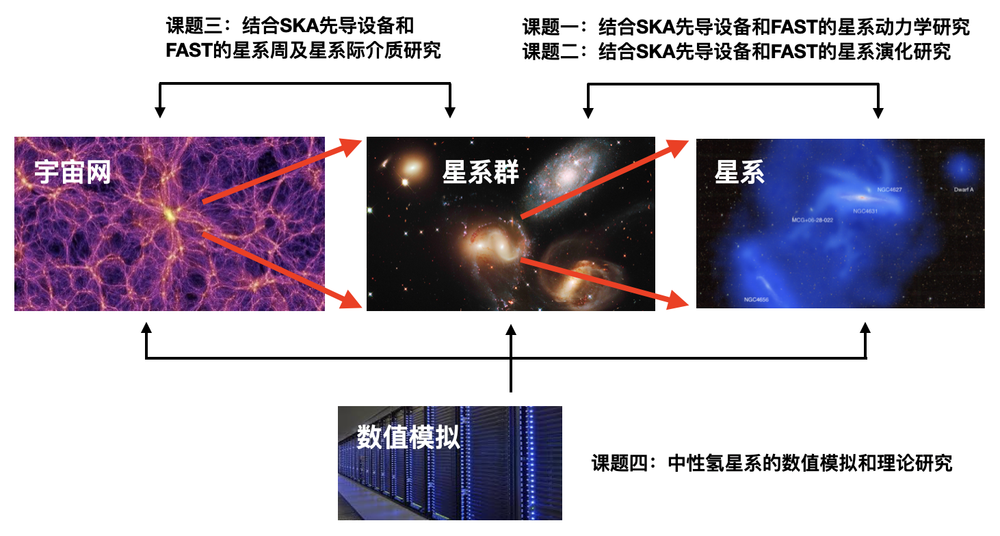 课题三：结合SKA先导设备和
FAST的星系周及星系际介质研究
课题一：结合SKA先导设备和FAST的星系动力学研究
课题二：结合SKA先导设备和FAST的星系演化研究
宇宙网
星系群
星系
NGC4627
Dwarf A
NGC4631
MCG+06-28-022
NGC4656
数值模拟
课题四：中性氢星系的数值模拟和理论研究